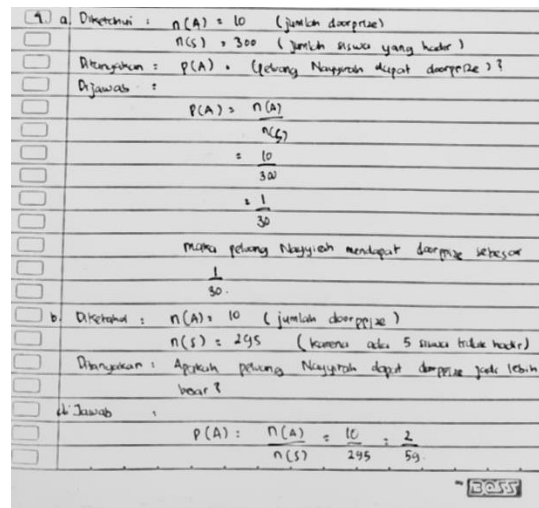 4. a. Diketahui : n(A) = 10 (jumlah doorprize)
n(S) = 300 (jumlah siswa yang hadir)
Ditanyakan : P(A) = (peluang Nayyirah dapat doorprize)?
Dijawab :
P(A) = n(A)
n(S)
= 10
300
= 1
30
maka peluang Nayyirah mendapat doorprize sebesar
1
30.
b. Diketahui : n(A) = 10 (jumlah doorprize)
n(S) = 295 (karena ada 5 siswa tidak hadir)
Ditanyakan : Apakah peluang Nayyirah dapat doorprize jadi lebih
besar?
di Jawab :
P(A) : n(A) = 10 = 2
n(S) 295 59.
BOSS